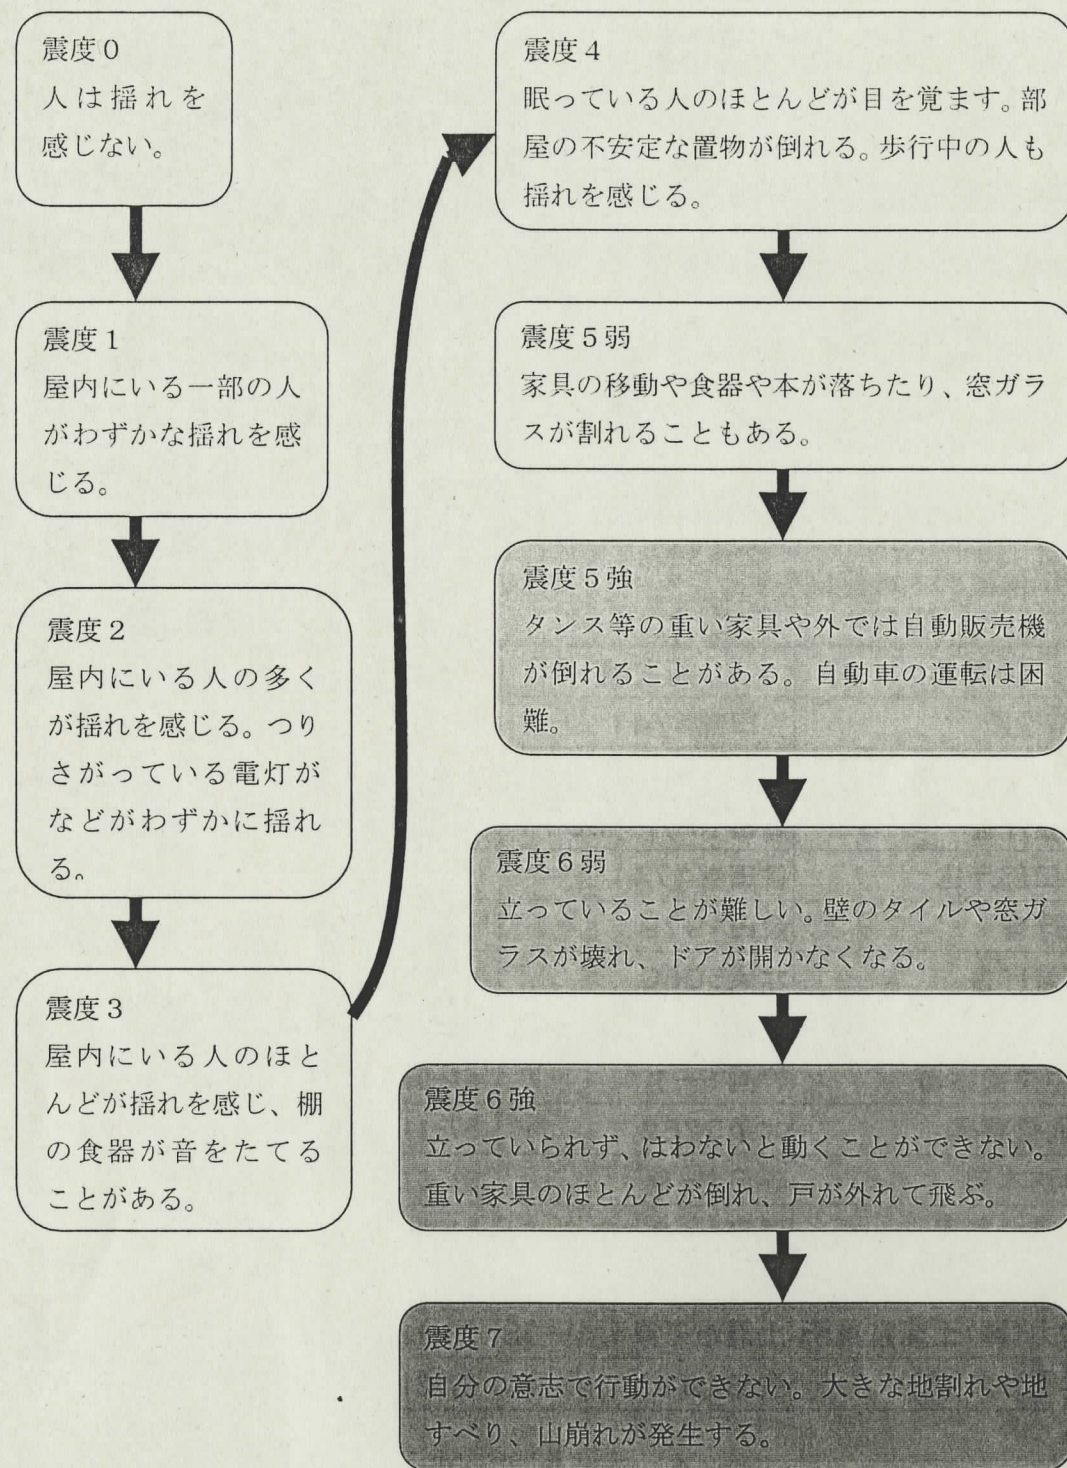 震度０
人は揺れを
感じない。
震度１
屋内にいる一部の人
がわずかな揺れを感
じる。
震度２
屋内にいる人の多く
が揺れを感じる。つり
さがっている電灯が
などがわずかに揺れ
る。
震度３
屋内にいる人のほと
んどが揺れを感じ、棚
の食器が音をたてる
ことがある。
震度４
眠っている人のほとんどが目を覚ます。部
屋の不安定な置物が倒れる。歩行中の人も
揺れを感じる。
震度５弱
家具の移動や食器や本が落ちたり、窓ガラ
スが割れることもある。
震度５強
タンス等の重い家具や外では自動販売機
が倒れることがある。自動車の運転は困
難。
震度６弱
立っていることが難しい。壁のタイルや窓ガ
ラスが壊れ、ドアが開かなくなる。
震度６強
立っていられず、はわないと動くことができない。
重い家具のほとんどが倒れ、戸が外れて飛ぶ。
震度７
自分の意志で行動ができない。大きな地割れや地
すべり、山崩れが発生する。